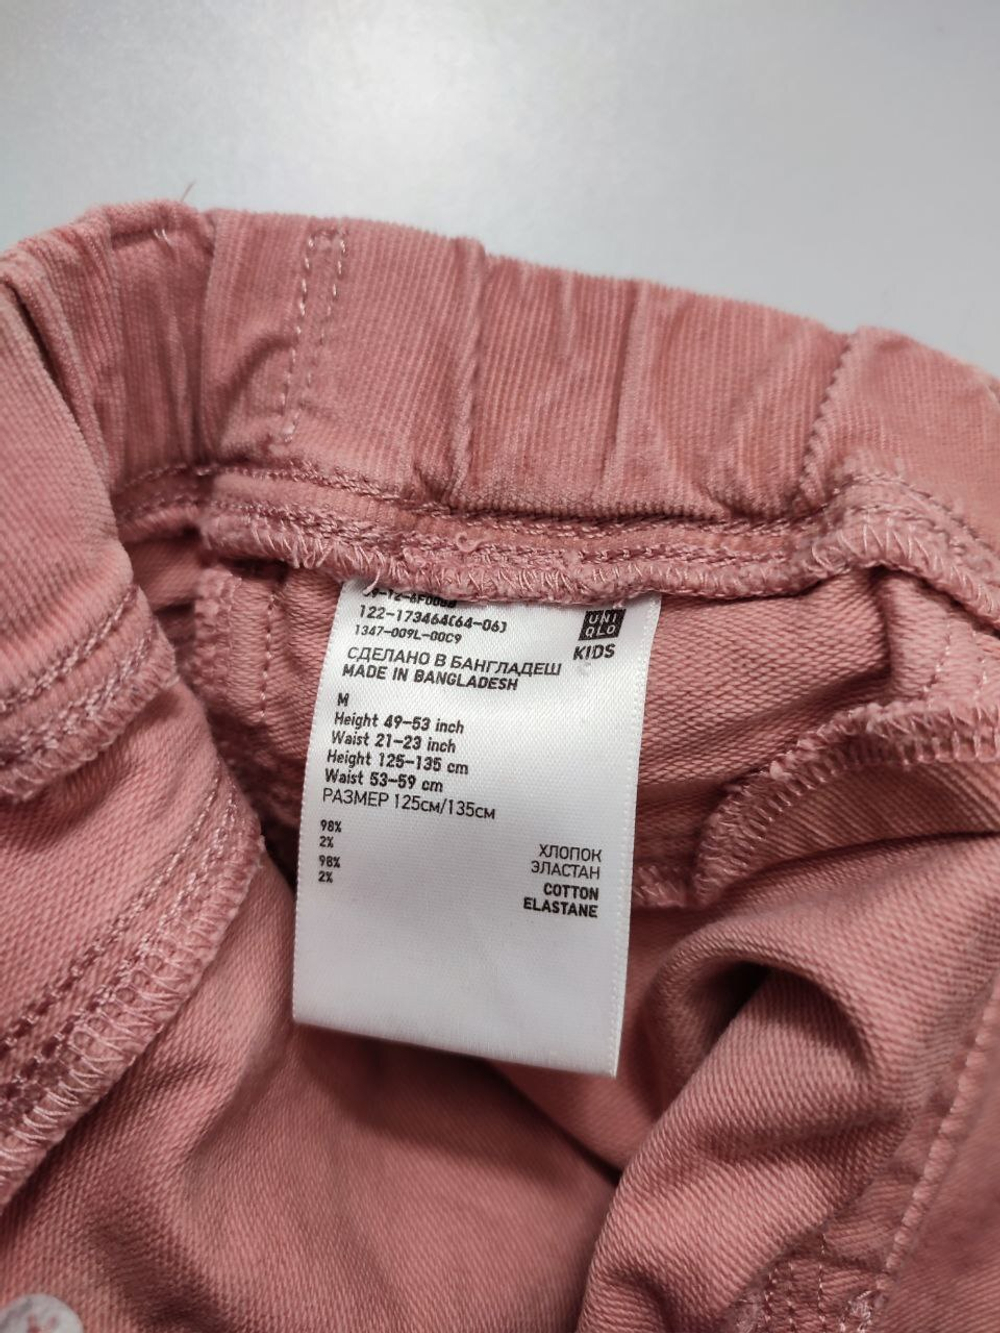 122-173464(64-06)
1347-009L-00C9
UNI
QLO
KIDS
СДЕЛАНО В БАНГЛАДЕШ
MADE IN BANGLADESH
M
Height 49-53 inch
Waist 21-23 inch
Height 125-135 cm
Waist 53-59 cm
РАЗМЕР 125см/135см
98% ХЛОПОК
2% ЭЛАСТАН
98% COTTON
2% ELASTANE